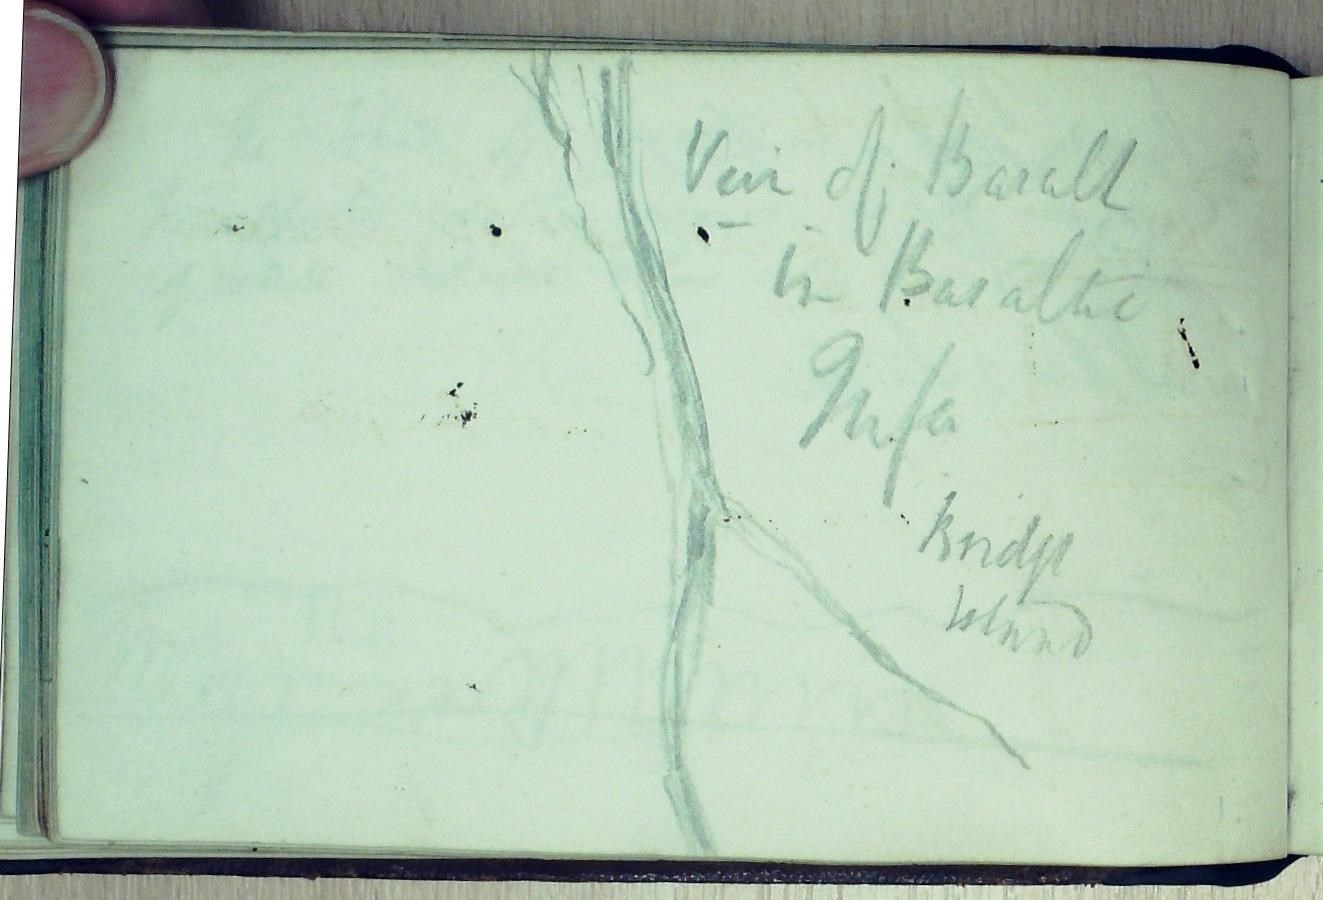 Vein of Basalt
in Basaltic
Tufa
Bridge
Island